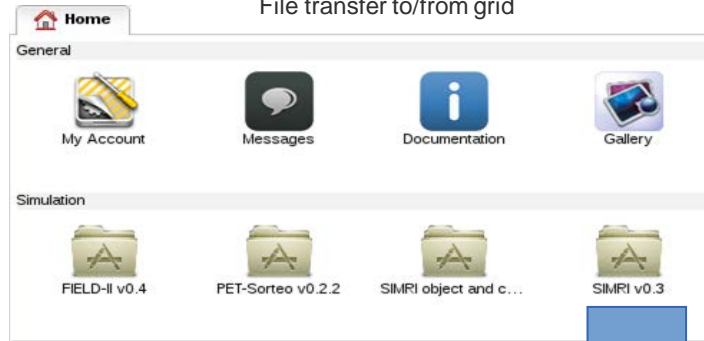 File transfer to/from grid
Home
General
My Account Messages Documentation Gallery
Simulation
FIELD-II v0.4 PET-Sorteo v0.2.2 SIMRI object and c... SIMRI v0.3